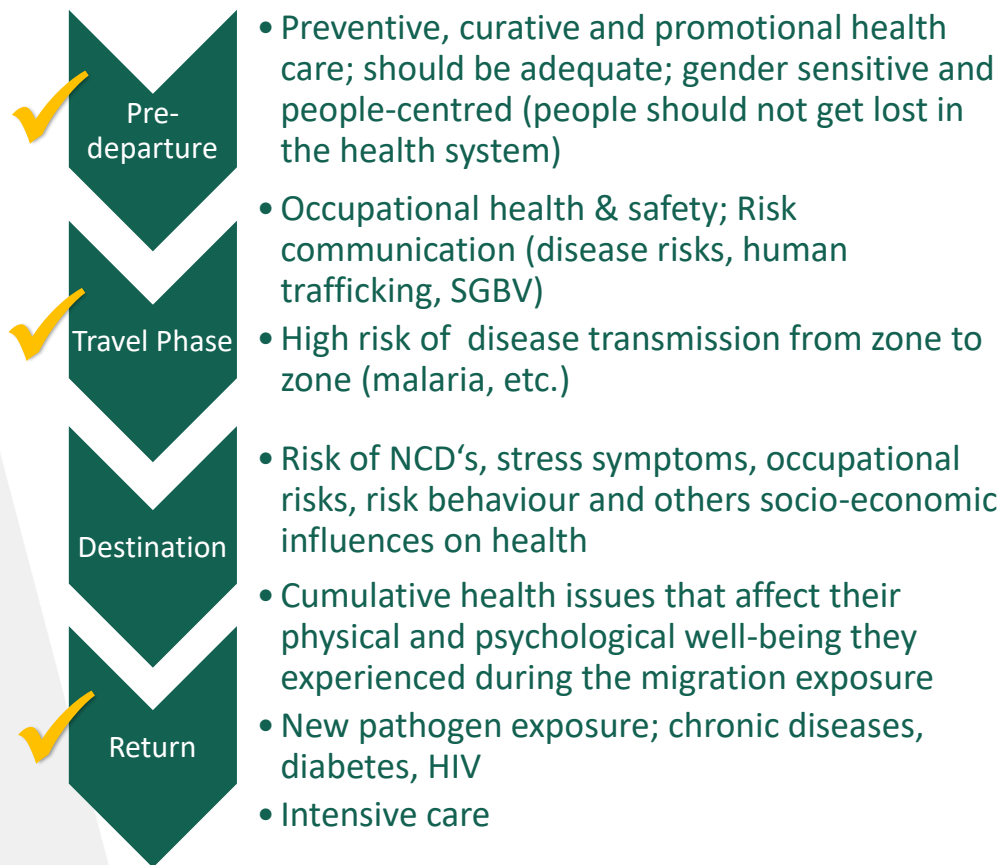 Pre-
departure
• Preventive, curative and promotional health
care; should be adequate; gender sensitive and
people-centred (people should not get lost in
the health system)
Travel Phase
• Occupational health & safety; Risk
communication (disease risks, human
trafficking, SGBV)
• High risk of  disease transmission from zone to
zone (malaria, etc.)
Destination
• Risk of NCD‘s, stress symptoms, occupational
risks, risk behaviour and others socio-economic
influences on health
Return
• Cumulative health issues that affect their
physical and psychological well-being they
experienced during the migration exposure
• New pathogen exposure; chronic diseases,
diabetes, HIV
• Intensive care